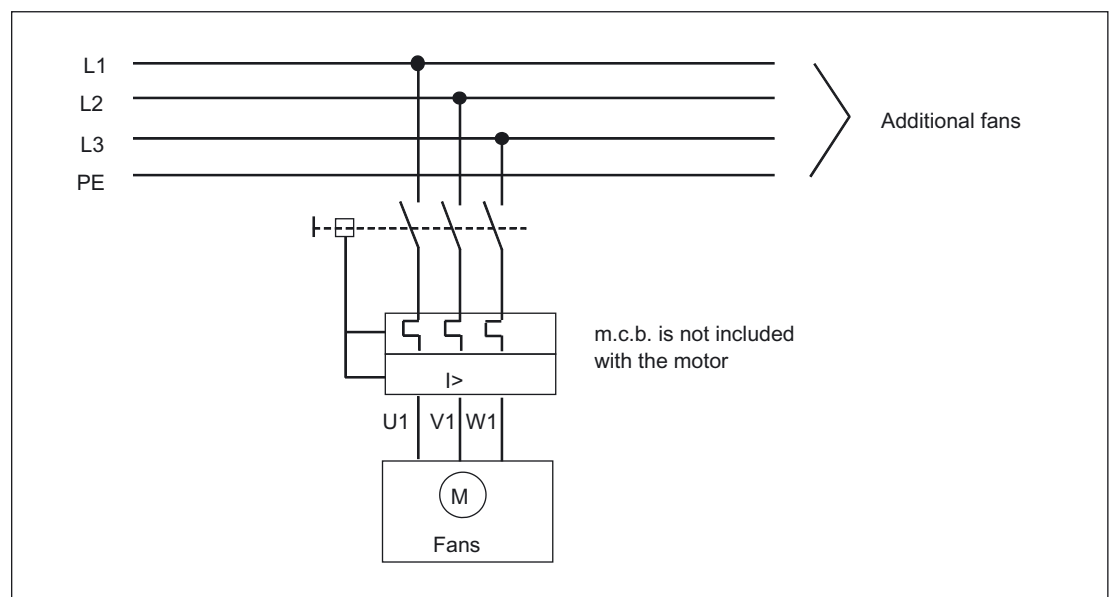 L1
L2
L3
PE
Additional fans
m.c.b. is not included
with the motor
I>
U1 V1 W1
M
Fans